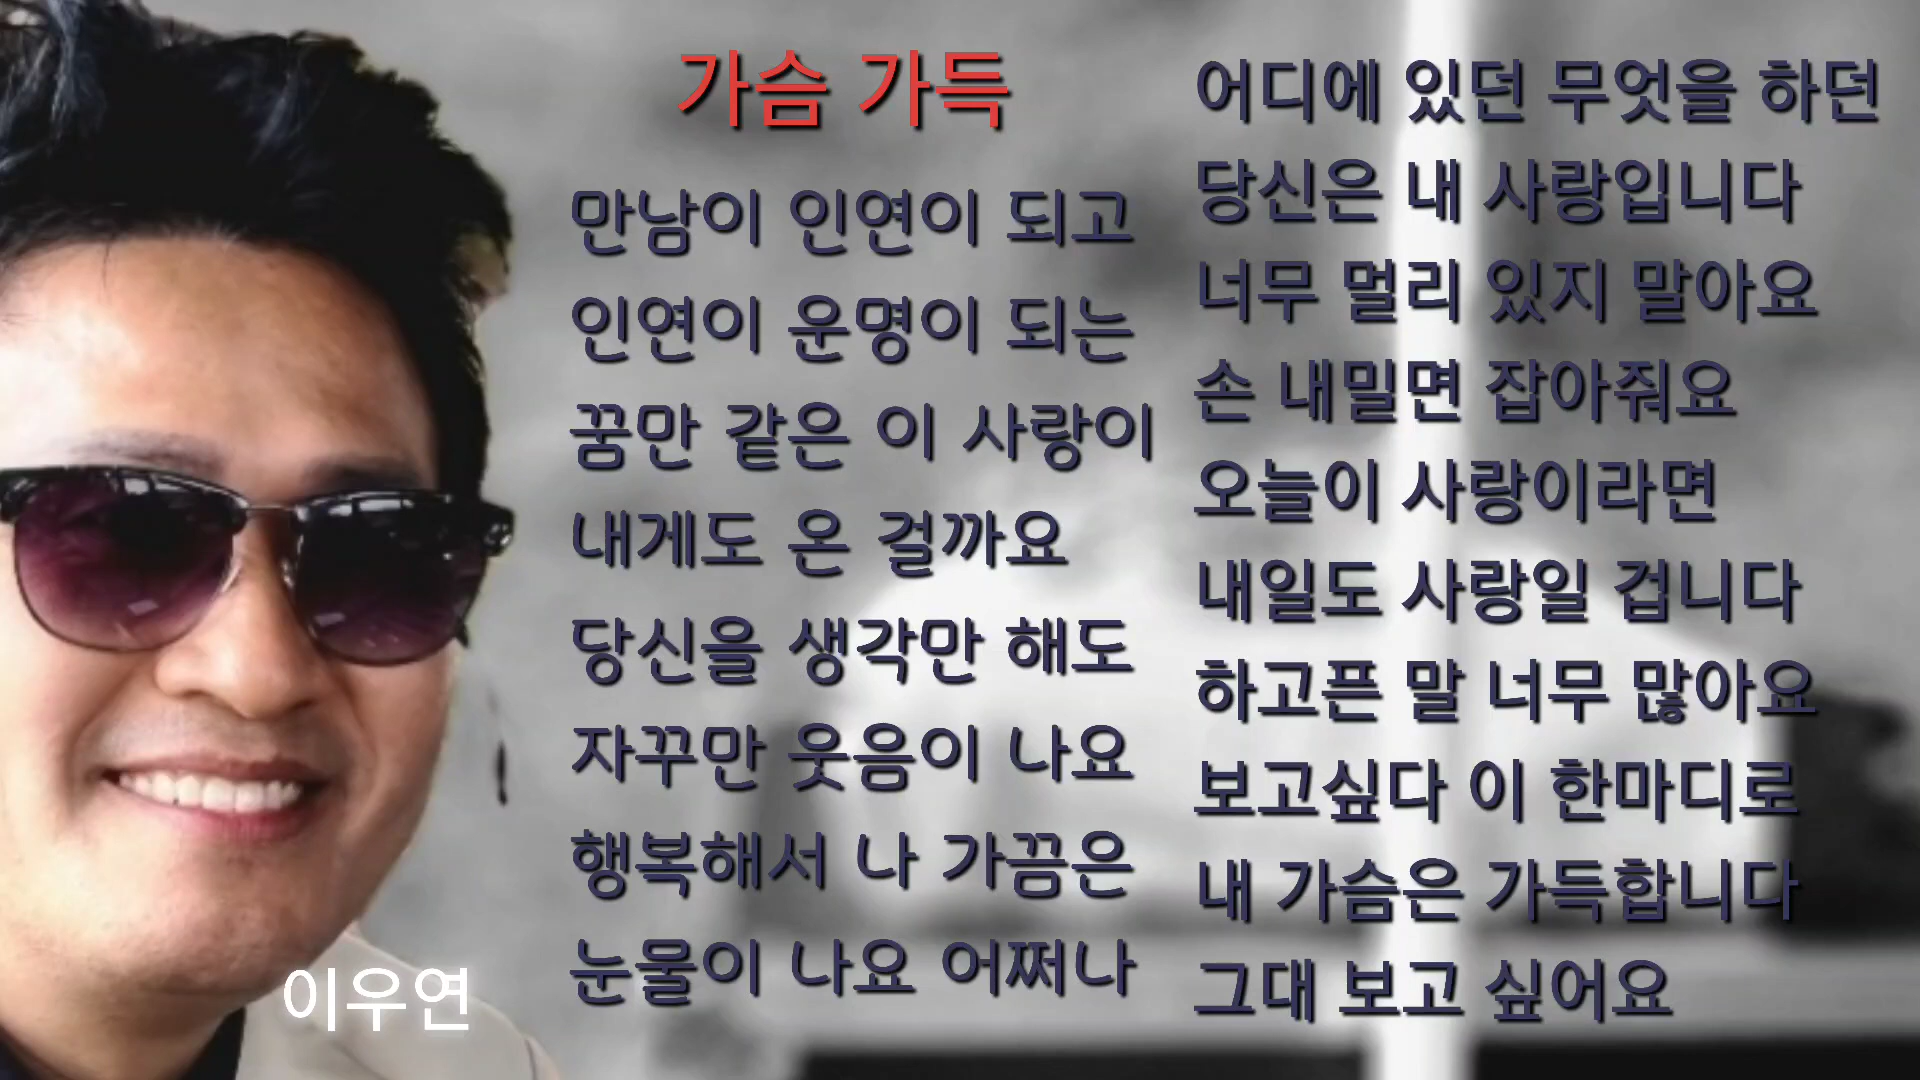 가슴 가득
만남이 인연이 되고
인연이 운명이 되는
꿈만 같은 이 사랑이
내게도 온 걸까요
당신을 생각만 해도
자꾸만 웃음이 나요
행복해서 나 가끔은
눈물이 나요 어쩌나
어디에 있던 무엇을 하던
당신은 내 사랑입니다
너무 멀리 있지 말아요
손 내밀면 잡아줘요
오늘이 사랑이라면
내일도 사랑일 겁니다
하고픈 말 너무 많아요
보고싶다 이 한마디로
내 가슴은 가득합니다
그대 보고 싶어요
이우연